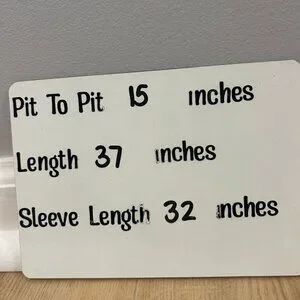 Pit To Pit 15 inches
Length 37 inches
Sleeve Length 32 inches